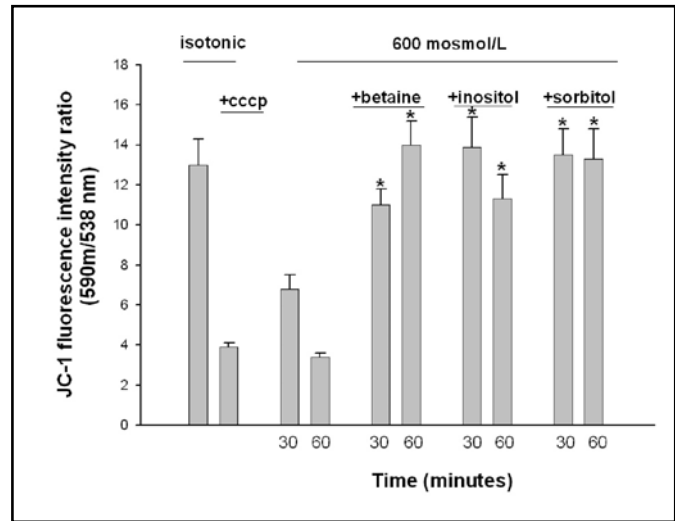 isotonic
600 mosmol/L
+cccp
+betaine
+inositol
+sorbitol
18
16
14
12
10
8
6
4
2
0
* * * * * *
JC-1 fluorescence intensity ratio
(590m/538 nm)
30 60 30 60 30 60 30 60
Time (minutes)